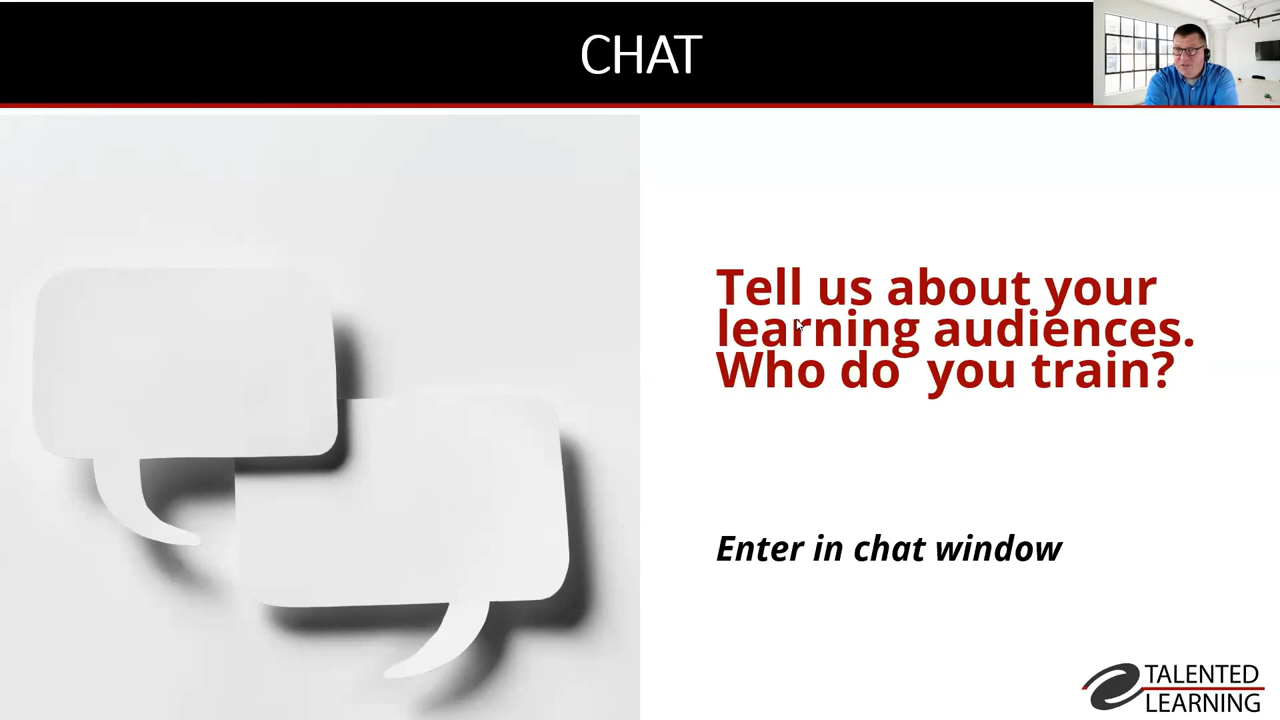 CHAT
Tell us about your
learning audiences.
Who do  you train?
Enter in chat window
TALENTED
LEARNING